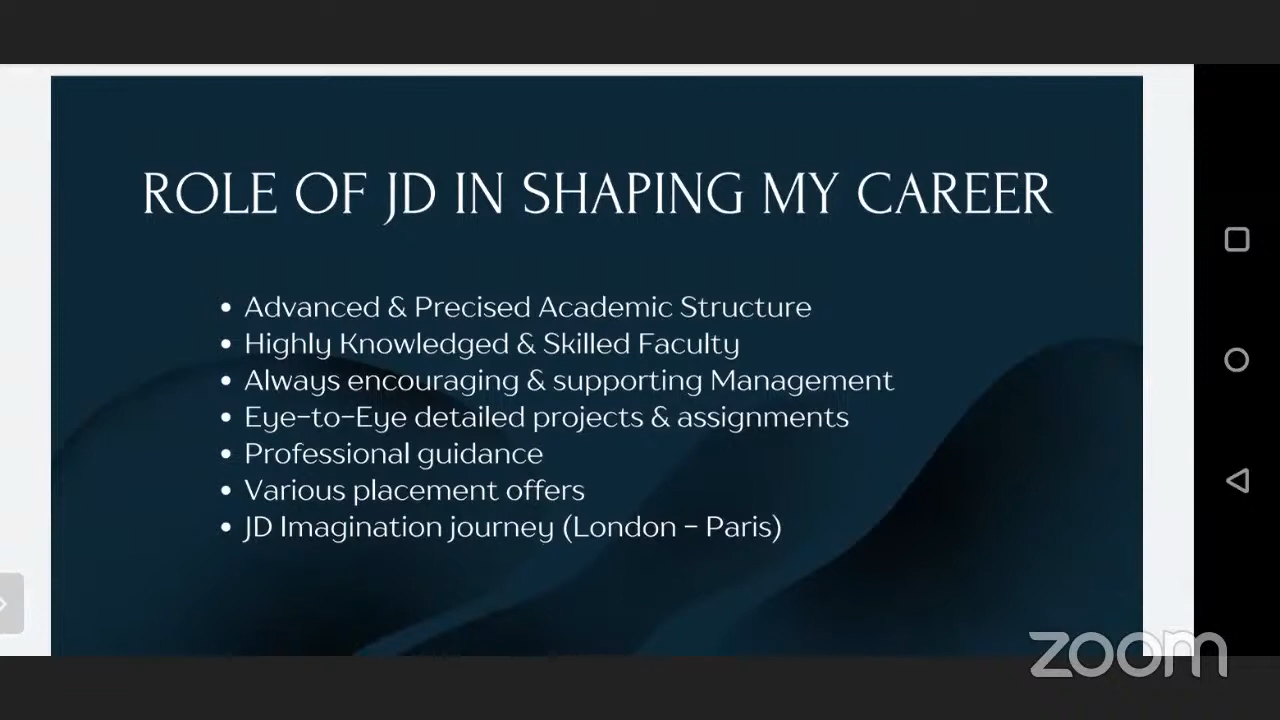 ROLE OF JD IN SHAPING MY CAREER
• Advanced & Precised Academic Structure
• Highly Knowledged & Skilled Faculty
• Always encouraging & supporting Management
• Eye-to-Eye detailed projects & assignments
• Professional guidance
• Various placement offers
• JD Imagination journey (London - Paris)
zoom